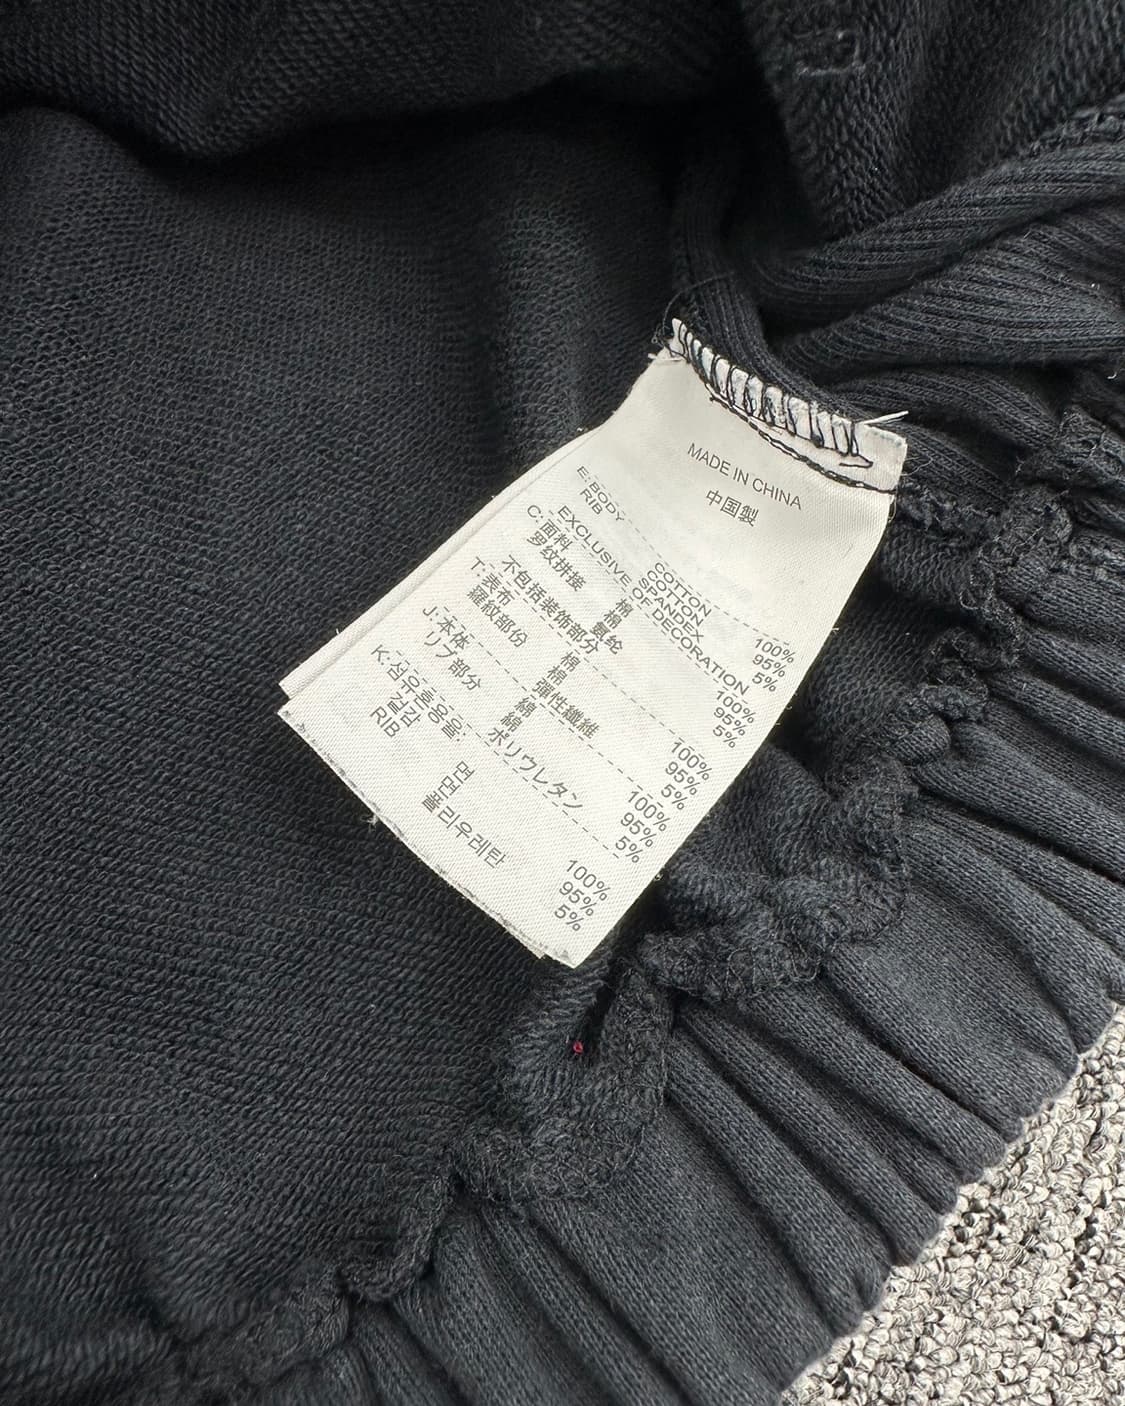 MADE IN CHINA
中国製
E:BODY COTTON 100%
RIB COTTON 95%
SPANDEX 5%
EXCLUSIVE OF DECORATION
C:面料 棉 100%
罗纹拼接 棉 95%
氨纶 5%
不包括装饰部分
T:表布 棉 100%
羅紋部份 棉 95%
彈性纖維 5%
J:本体 綿 100%
リブ部分 綿 95%
ポリウレタン 5%
K:섬유혼용율:
겉감 면 100%
RIB 면 95%
폴리우레탄 5%